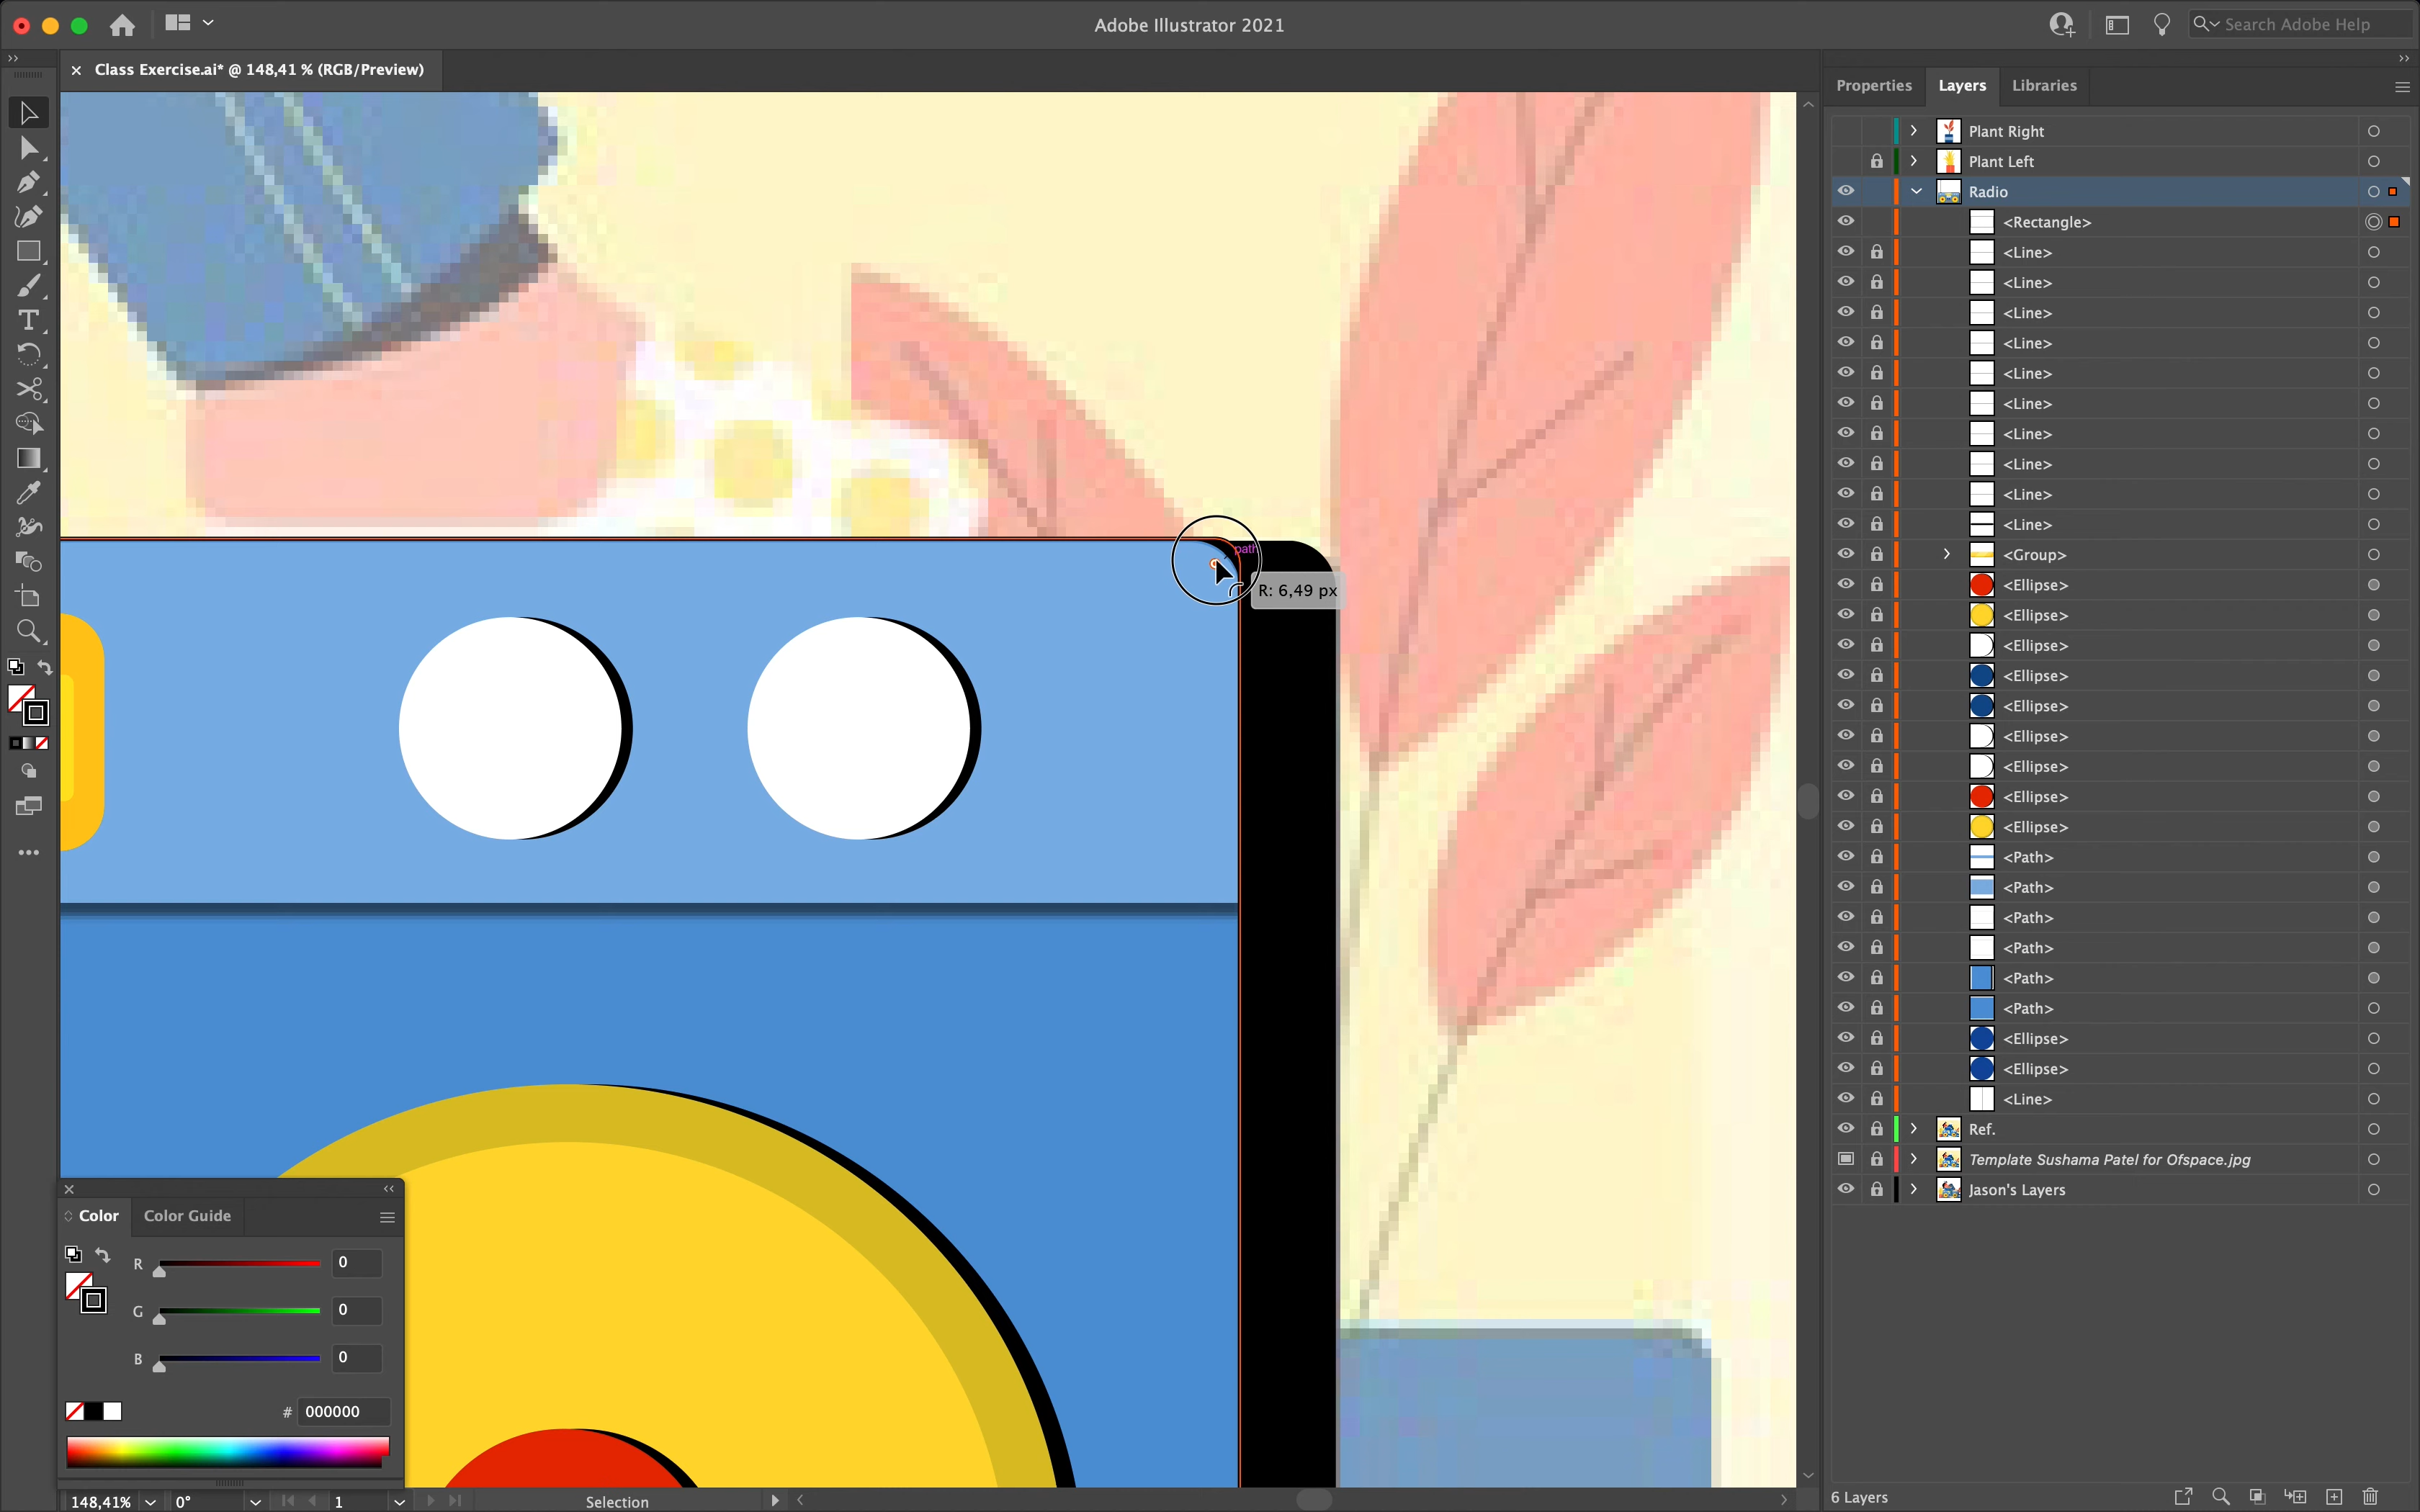 Adobe Illustrator 2021
Search Adobe Help
Class Exercise.ai* @ 148,41 % (RGB/Preview)
Properties
Layers
Libraries
Plant Right
Plant Left
Radio
<Rectangle>
<Line>
<Line>
<Line>
<Line>
<Line>
<Line>
<Line>
<Line>
<Line>
<Line>
<Group>
<Ellipse>
<Ellipse>
<Ellipse>
<Ellipse>
<Ellipse>
<Ellipse>
<Ellipse>
<Ellipse>
<Ellipse>
<Path>
<Path>
<Path>
<Path>
<Path>
<Path>
<Ellipse>
<Ellipse>
<Line>
Ref.
Template Sushama Patel for Ofspace.jpg
Jason's Layers
path
R: 6,49 px
Color
Color Guide
R 0
G 0
B 0
# 000000
148,41%
0°
1
Selection
6 Layers